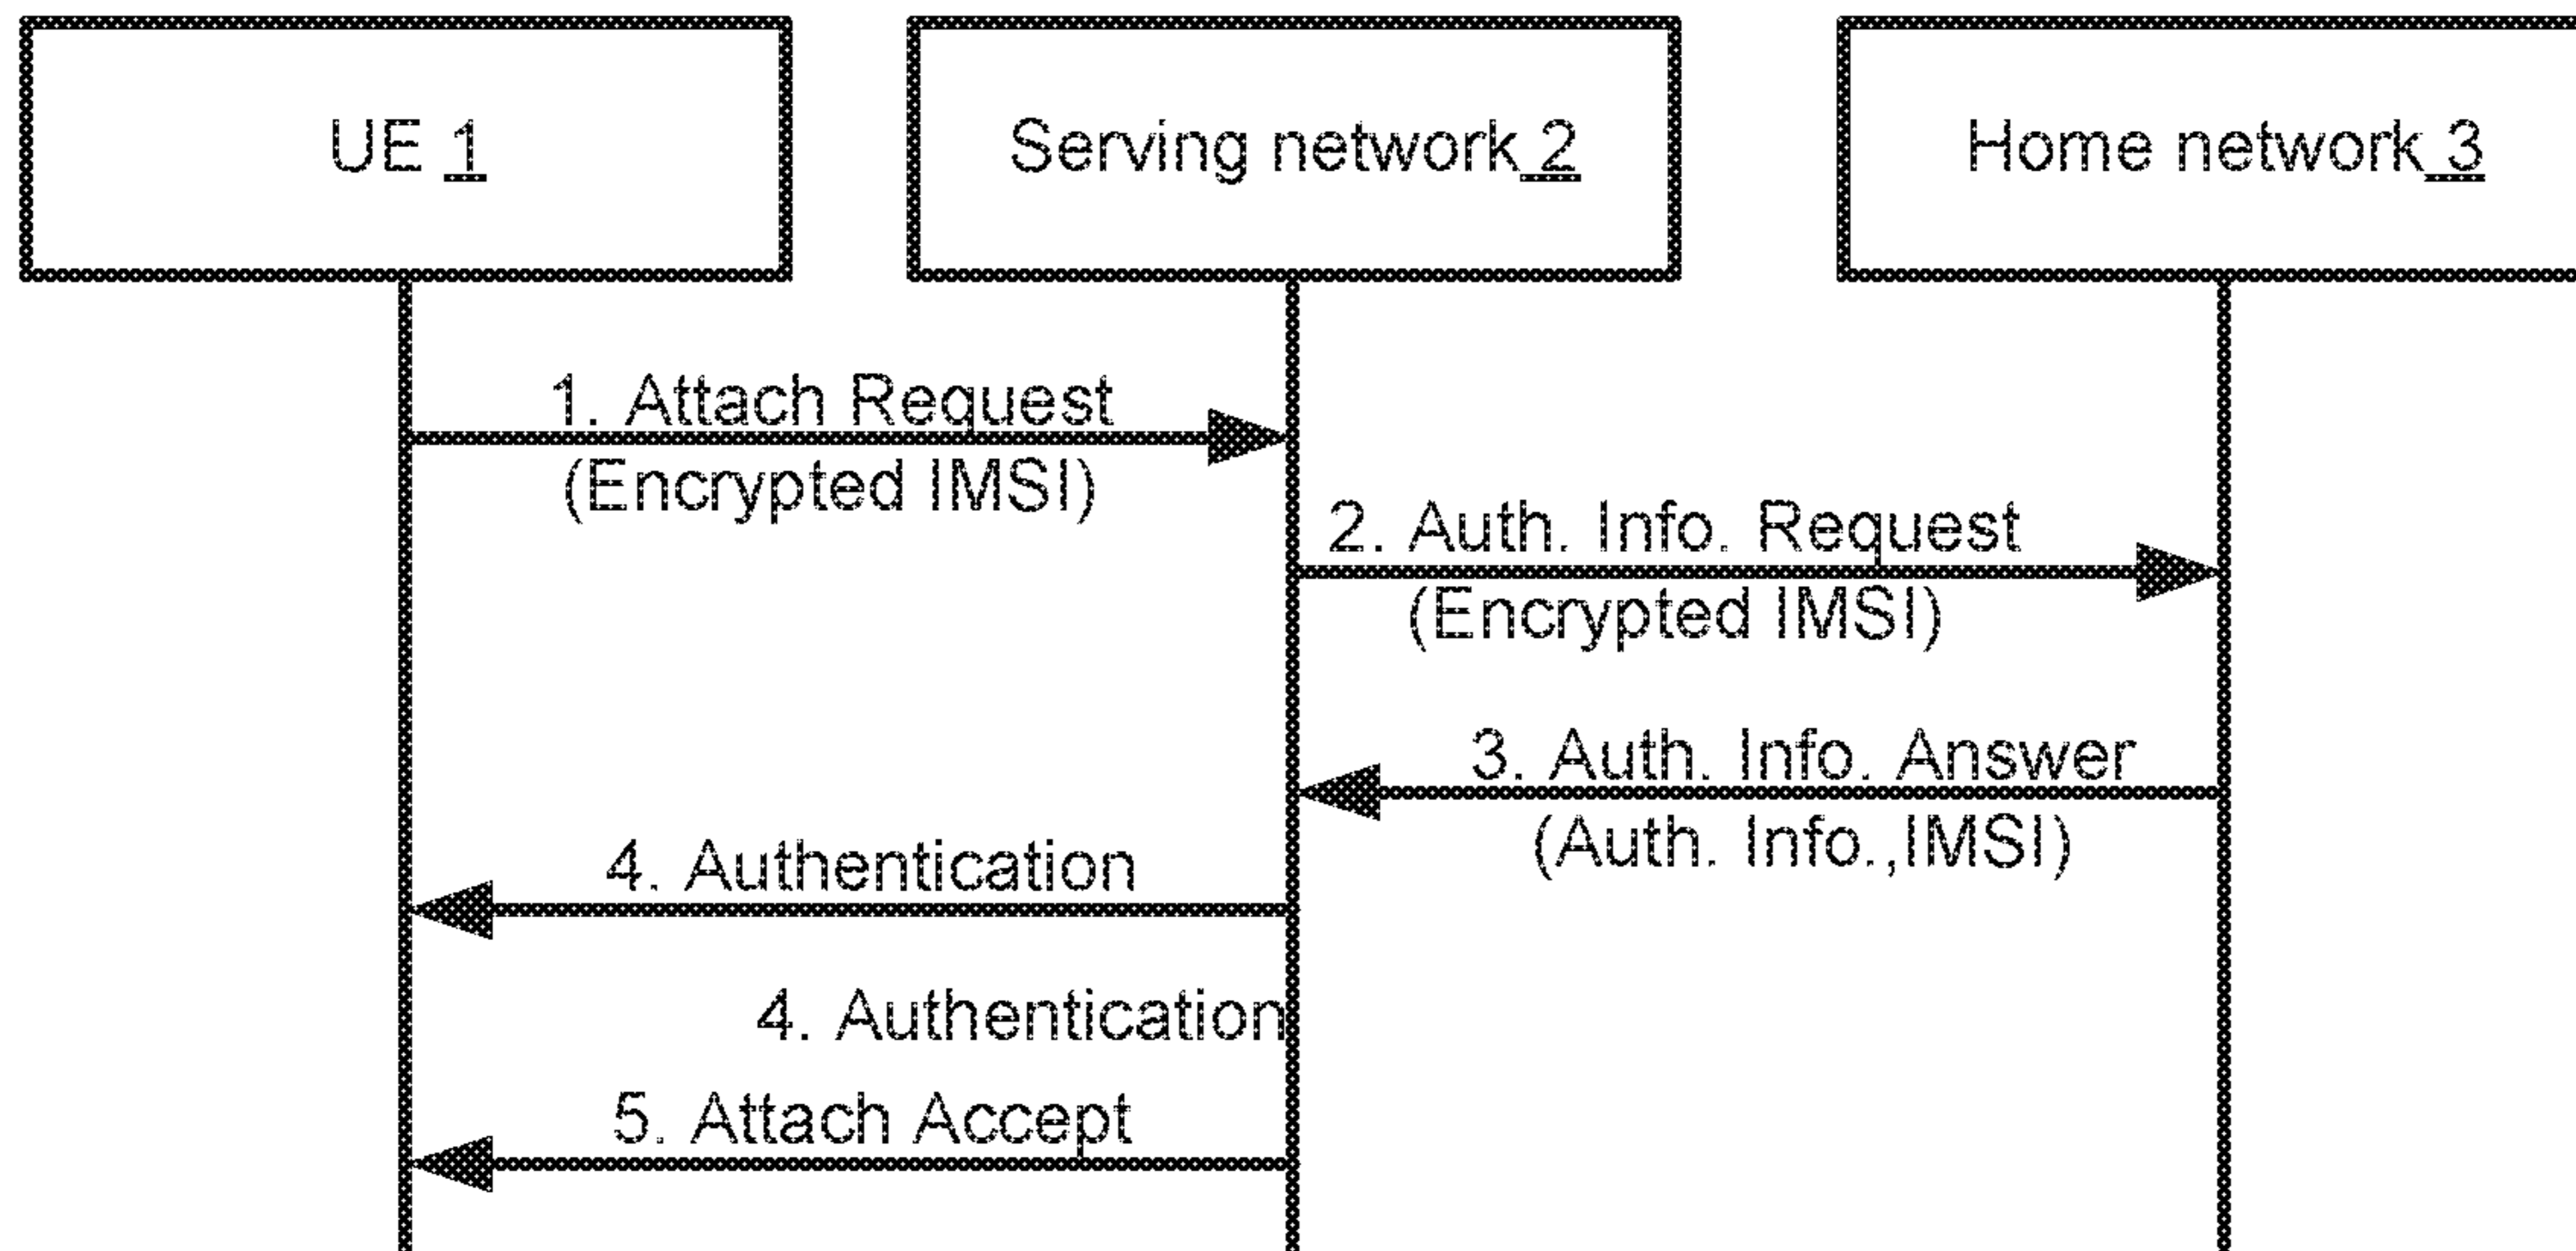 UE 1
Serving network 2
Home network 3
1. Attach Request
(Encrypted IMSI)
2. Auth. Info. Request
(Encrypted IMSI)
3. Auth. Info. Answer
(Auth. Info.,IMSI)
4. Authentication
4. Authentication
5. Attach Accept